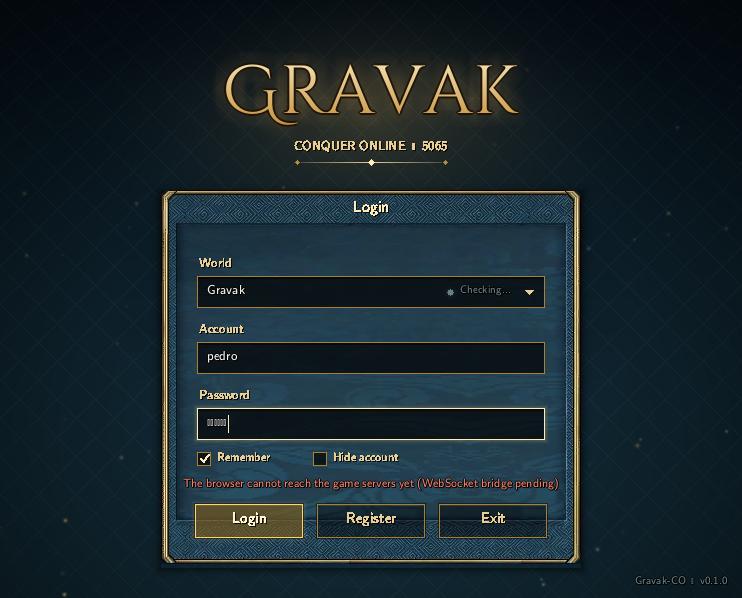 GRAVAK
CONQUER ONLINE | 5065
Login
World
Gravak Checking...
Account
pedro
Password
Remember Hide account
The browser cannot reach the game servers yet (WebSocket bridge pending)
Login Register Exit
Gravak-CO | v0.1.0